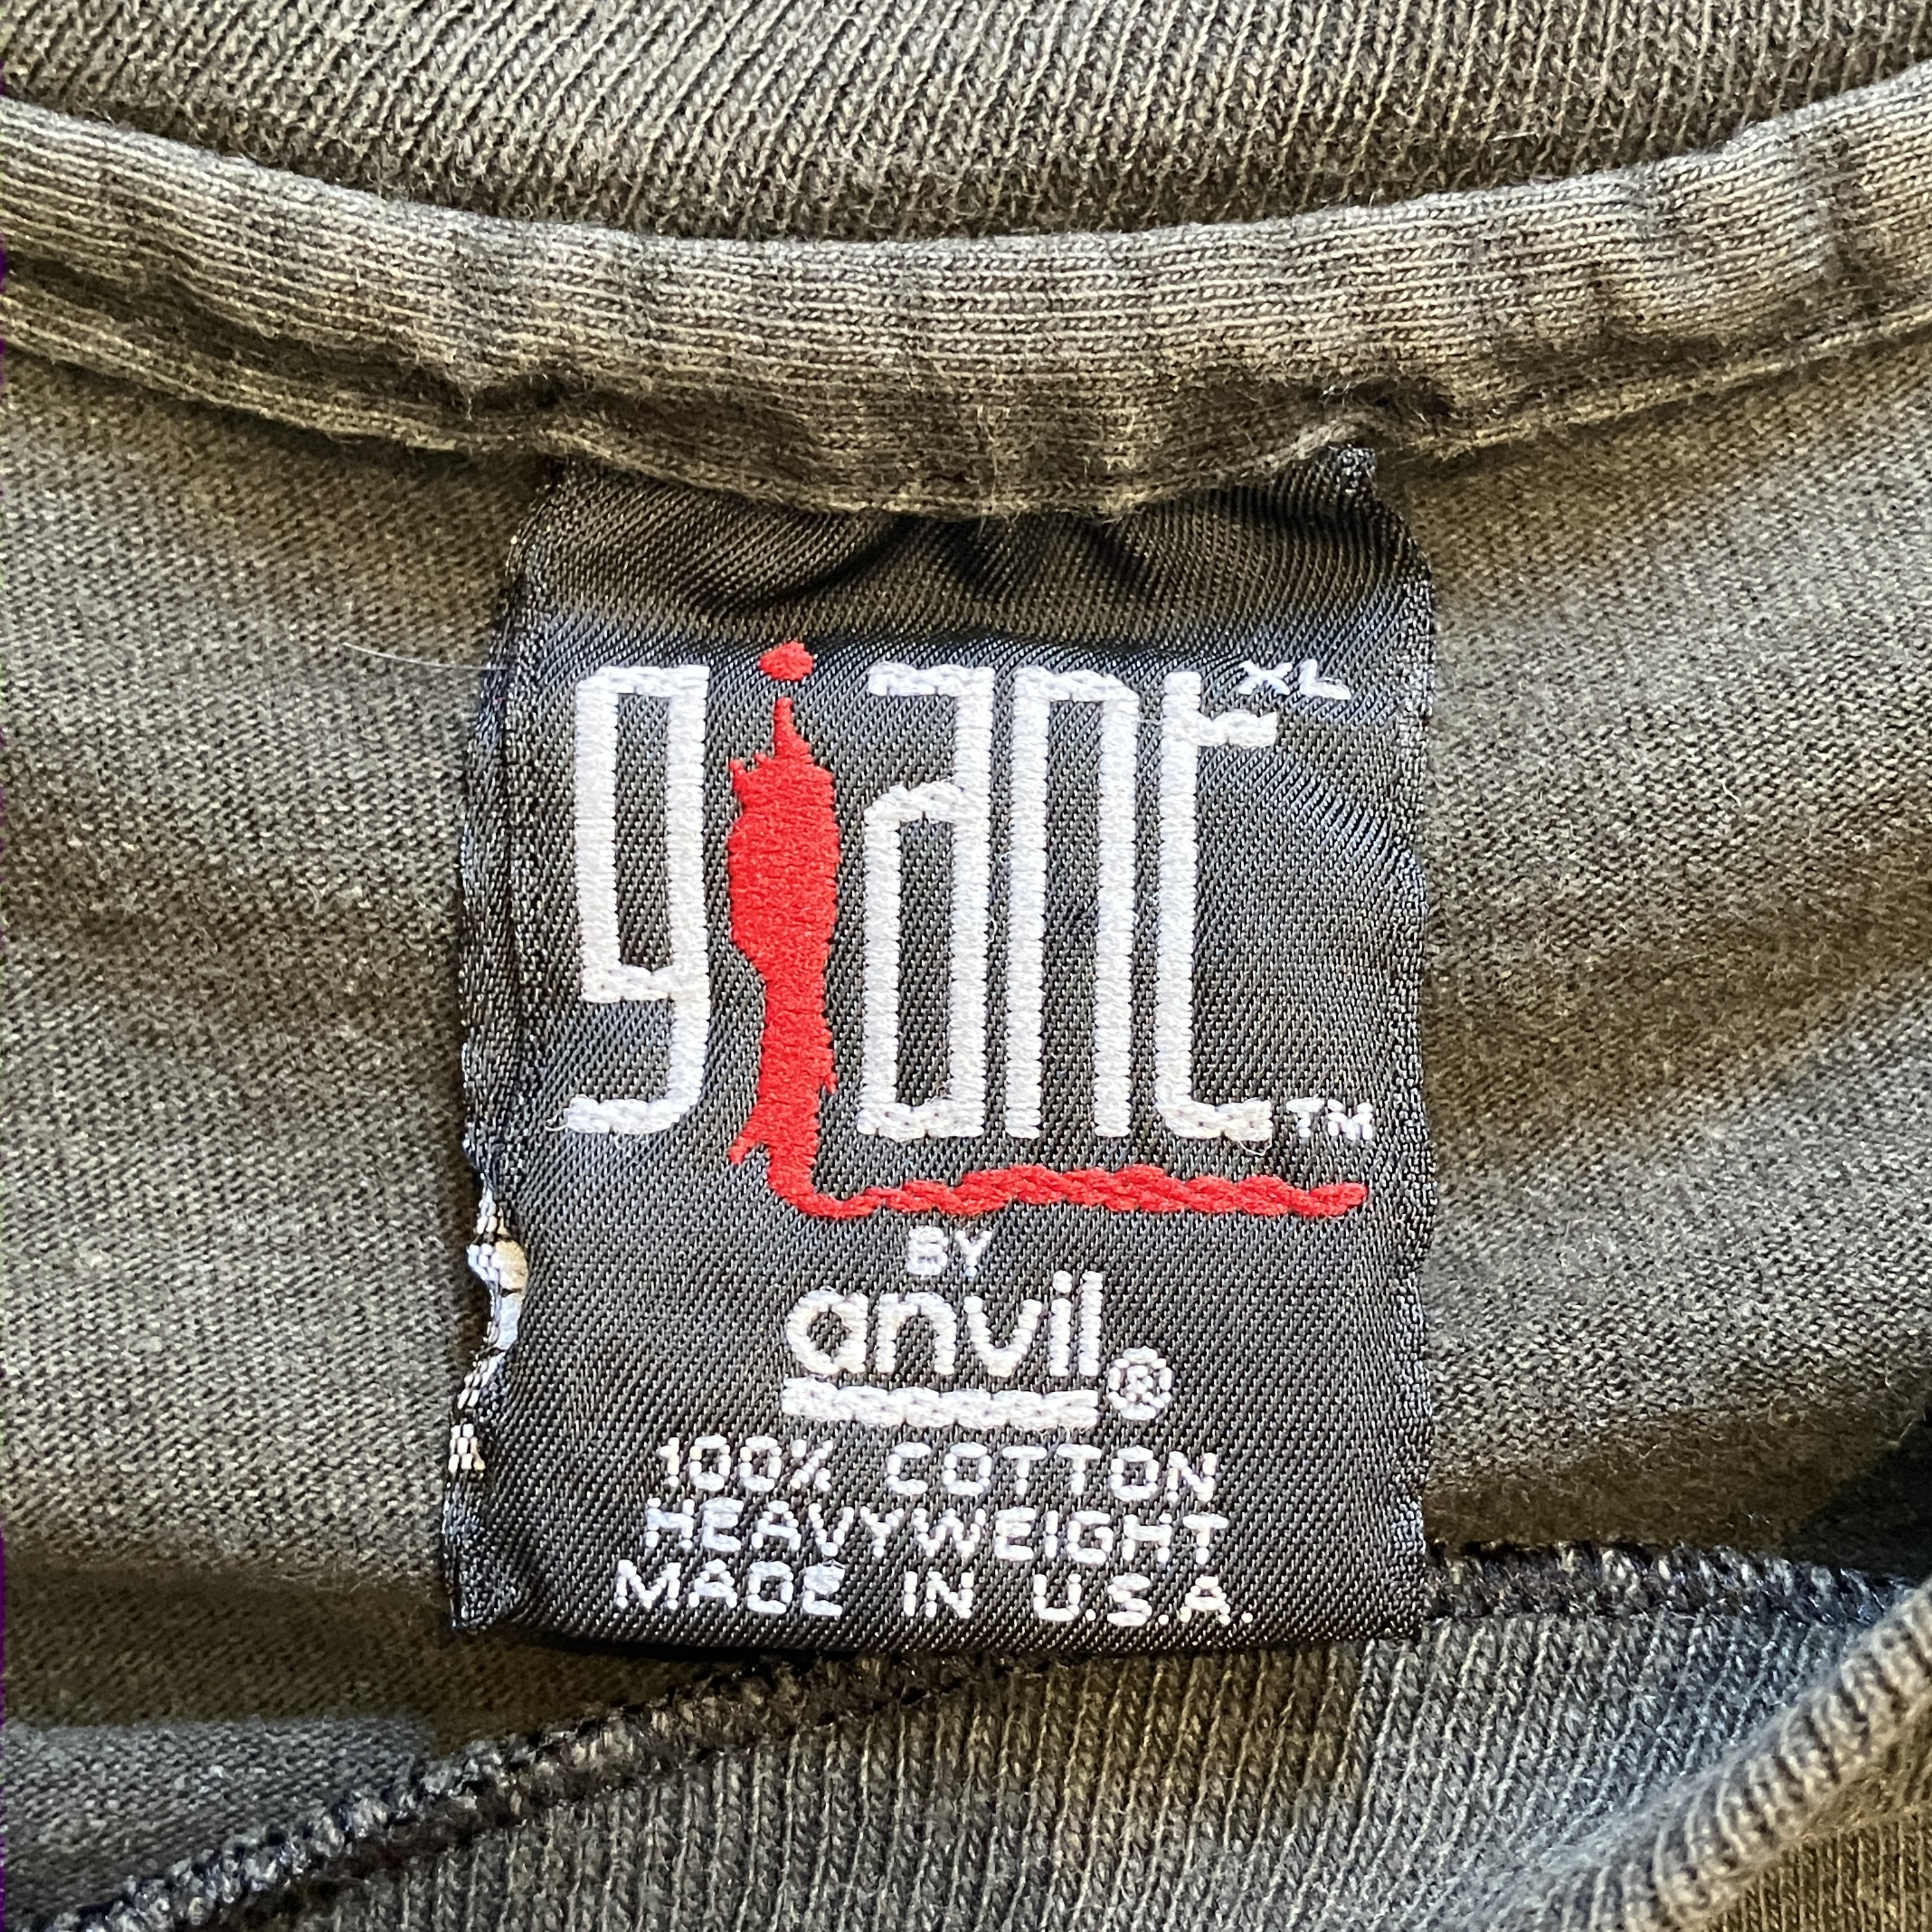 giant XL
TM
BY
anvil®
100% COTTON
HEAVYWEIGHT
MADE IN U.S.A.